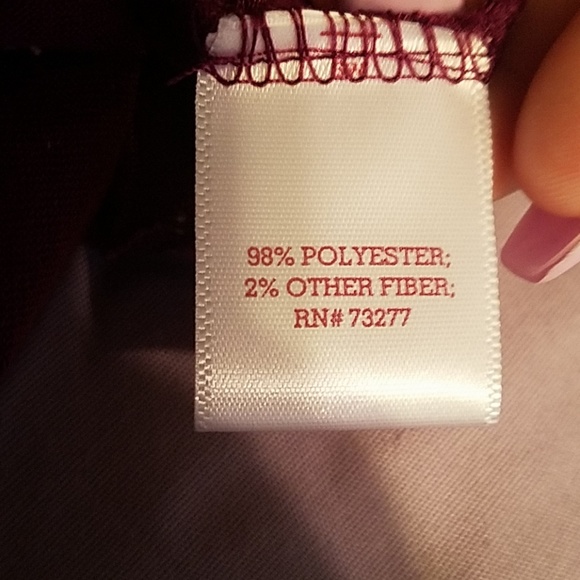 98% POLYESTER;
2% OTHER FIBER;
RN# 73277